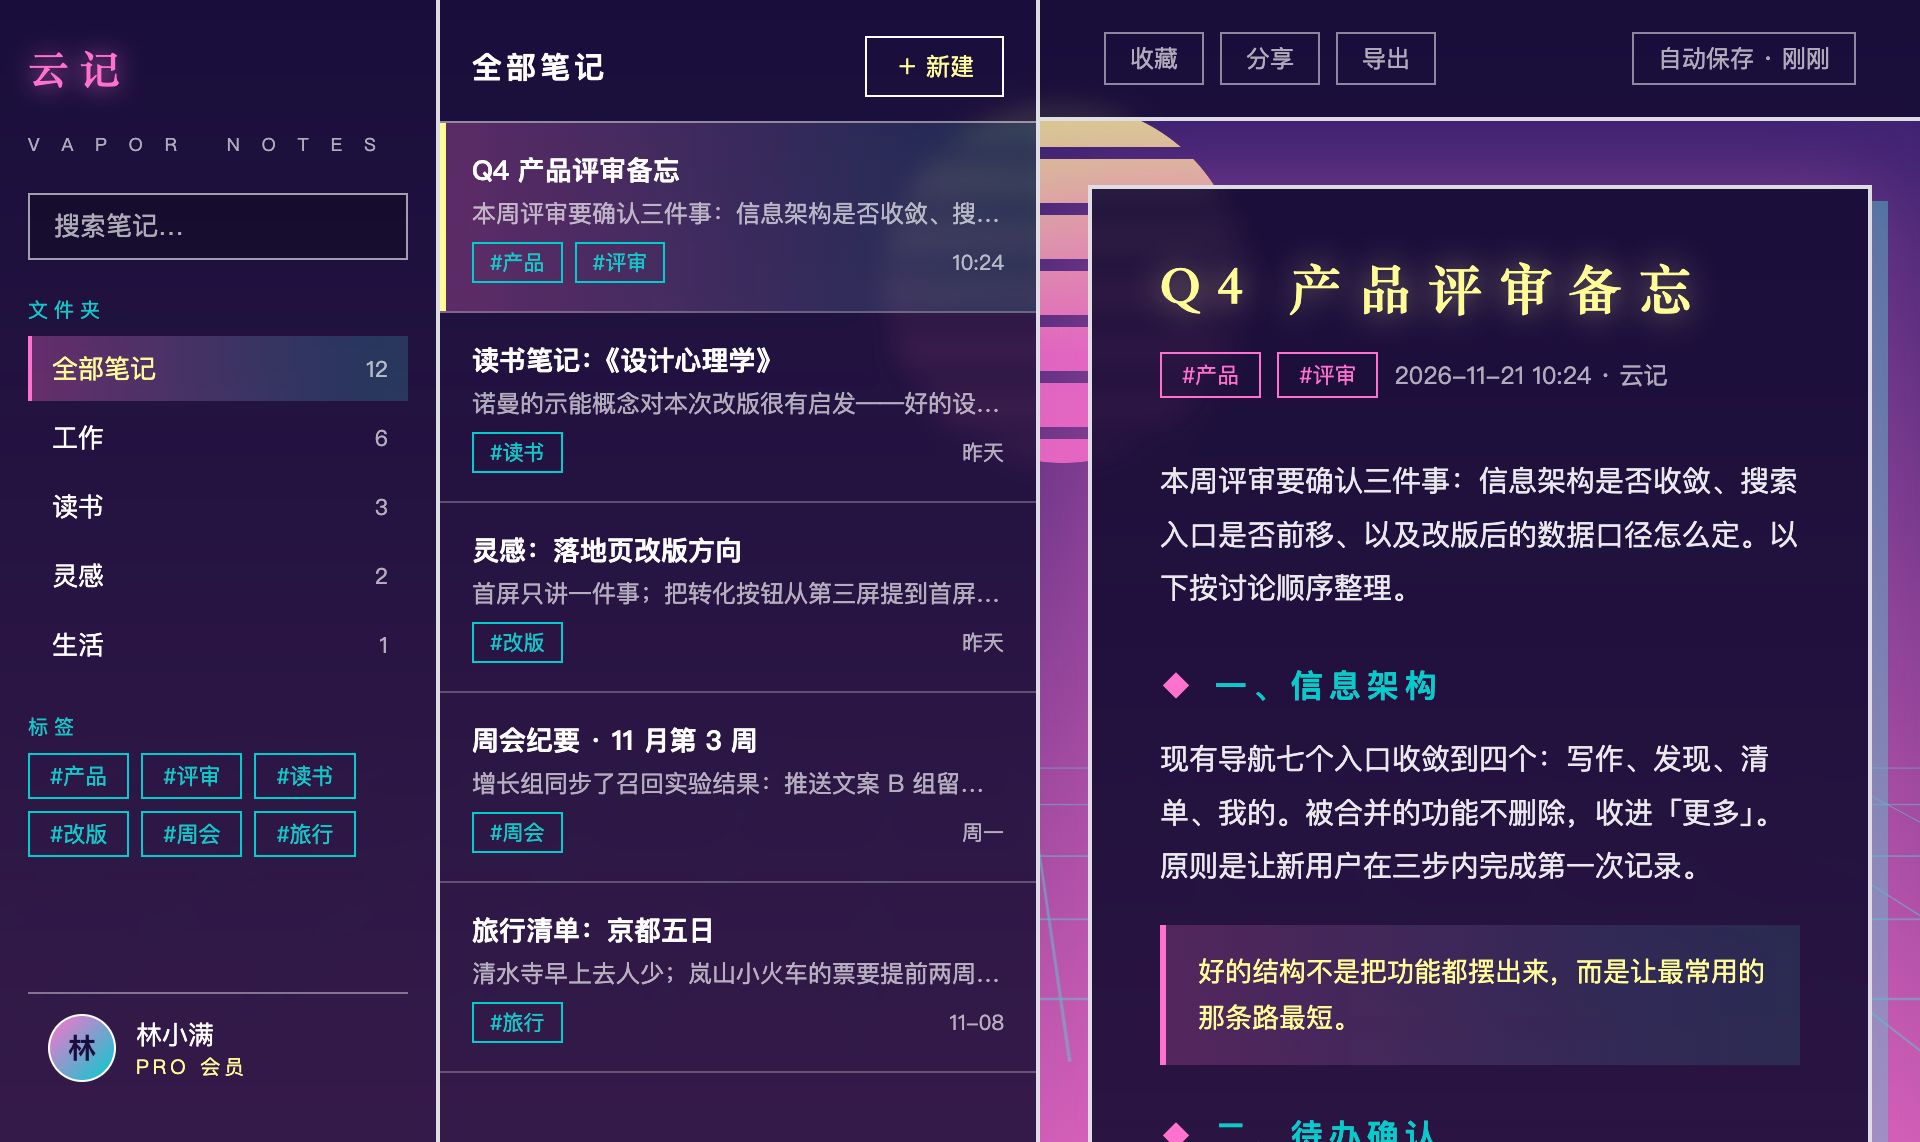 云记
VAPOR NOTES
搜索笔记...
文件夹
全部笔记 12
工作 6
读书 3
灵感 2
生活 1
标签
#产品 #评审 #读书
#改版 #周会 #旅行
林 林小满
PRO 会员
全部笔记 + 新建
Q4 产品评审备忘
本周评审要确认三件事：信息架构是否收敛、搜...
#产品 #评审 10:24
读书笔记：《设计心理学》
诺曼的示能概念对本次改版很有启发——好的设...
#读书 昨天
灵感：落地页改版方向
首屏只讲一件事；把转化按钮从第三屏提到首屏...
#改版 昨天
周会纪要 · 11 月第 3 周
增长组同步了召回实验结果：推送文案 B 组留...
#周会 周一
旅行清单：京都五日
清水寺早上去人少；岚山小火车的票要提前两周...
#旅行 11-08
收藏 分享 导出 自动保存 · 刚刚
Q4 产品评审备忘
#产品 #评审 2026-11-21 10:24 · 云记
本周评审要确认三件事：信息架构是否收敛、搜索
入口是否前移、以及改版后的数据口径怎么定。以
下按讨论顺序整理。
◆ 一、信息架构
现有导航七个入口收敛到四个：写作、发现、清
单、我的。被合并的功能不删除，收进「更多」。
原则是让新用户在三步内完成第一次记录。
好的结构不是把功能都摆出来，而是让最常用的
那条路最短。
◆ 二、待办确认